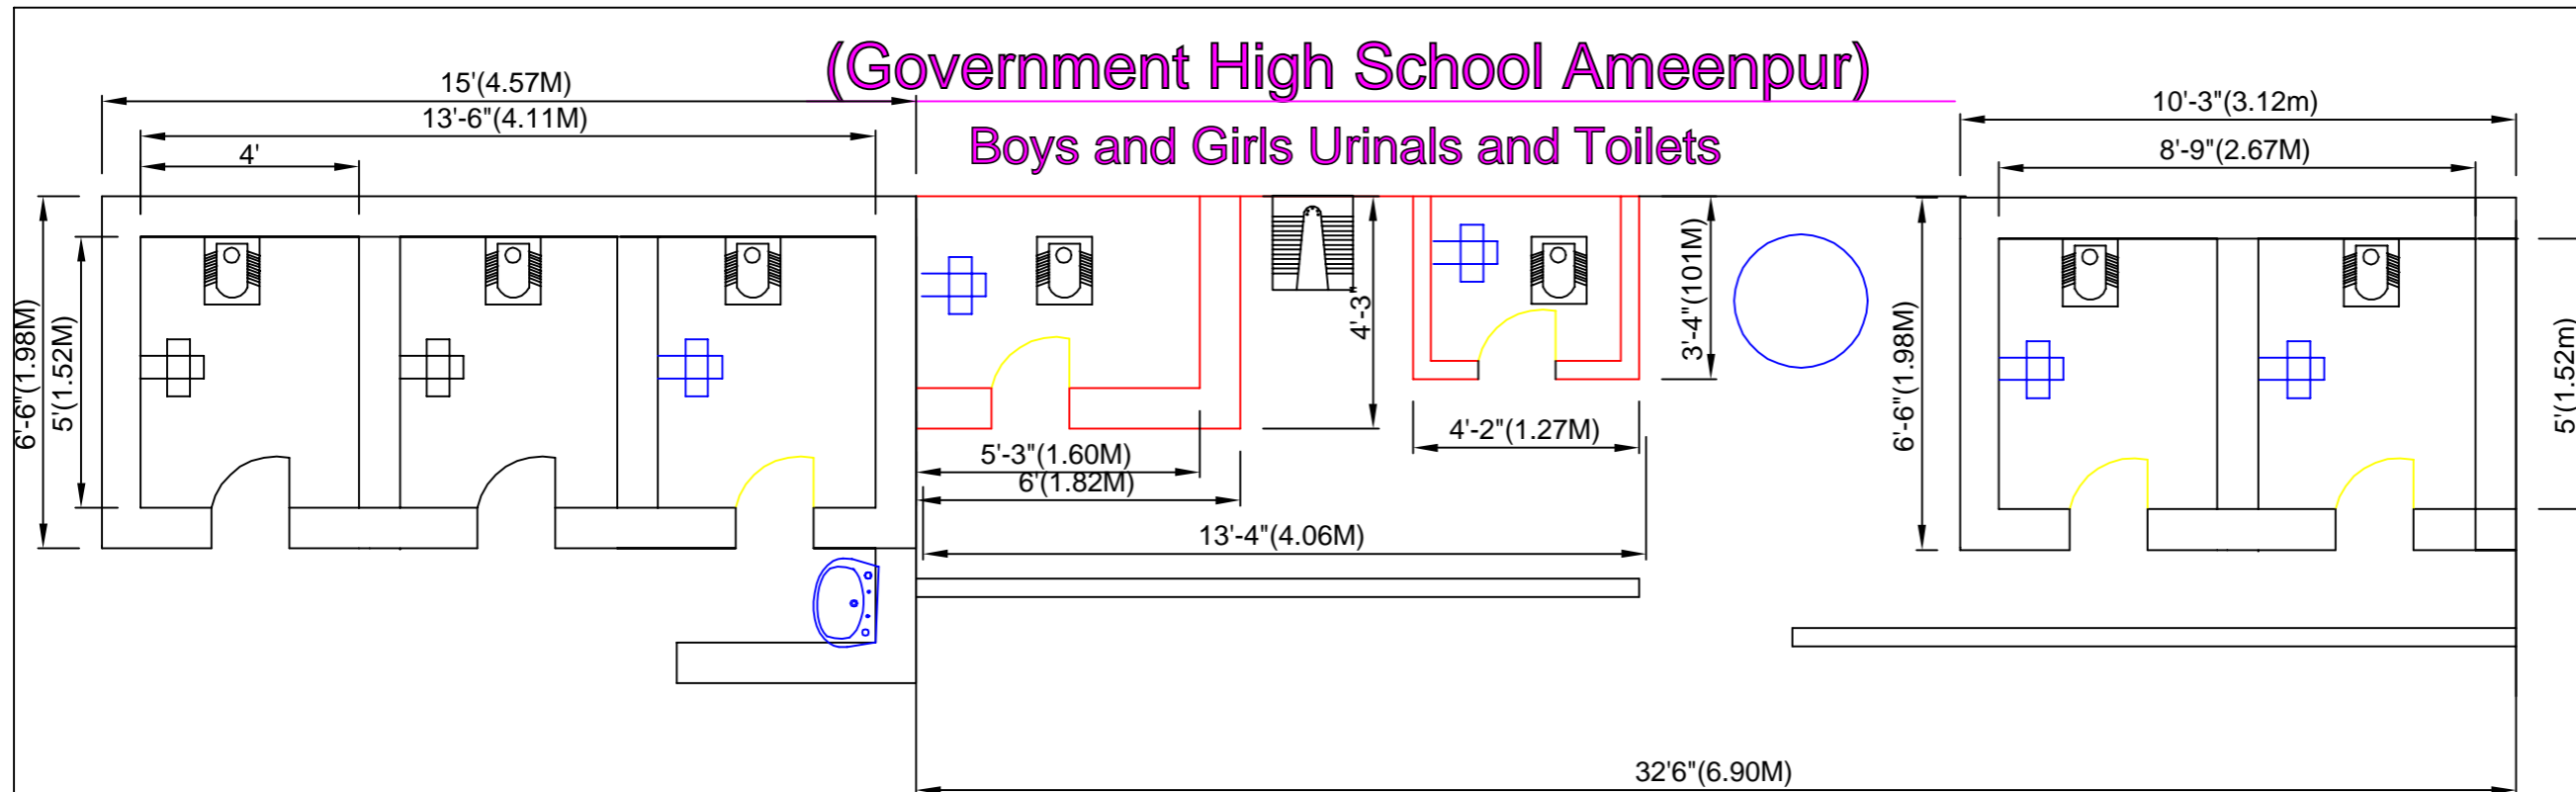 (Government High School Ameenpur)
Boys and Girls Urinals and Toilets
15'(4.57M)
13'-6"(4.11M)
4'
10'-3"(3.12m)
8'-9"(2.67M)
6'-6"(1.98M)
5'(1.52M)
4'-3"
3'-4"(101M)
6'-6"(1.98M)
5'(1.52m)
5'-3"(1.60M)
4'-2"(1.27M)
6'(1.82M)
13'-4"(4.06M)
32'6"(6.90M)